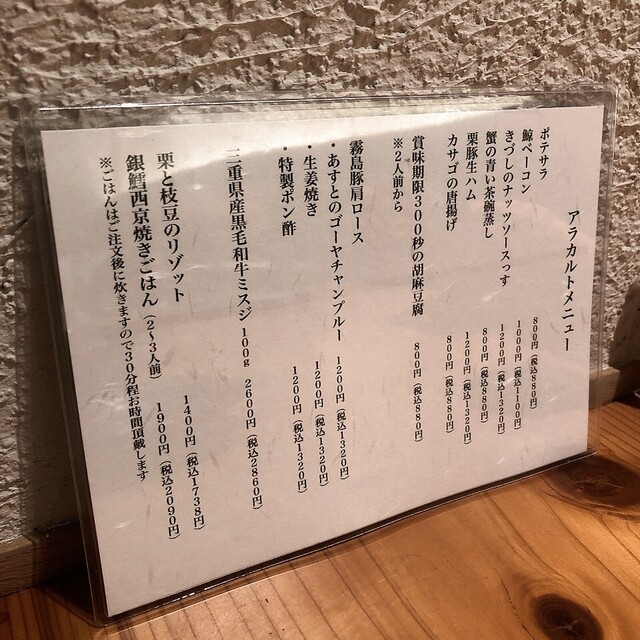 アラカルトメニュー
ポテサラ 800円(税込880円)
鯨ベーコン 1000円(税込1100円)
きづしのナッツソースっす 1200円(税込1320円)
蟹の青い茶碗蒸し 800円(税込880円)
栗豚生ハム 1200円(税込1320円)
カサゴの唐揚げ 800円(税込880円)
賞味期限300秒の胡麻豆腐 800円(税込880円)
※2人前から
霧島豚肩ロース
・あすとのゴーヤチャンプルー 1200円(税込1320円)
・生姜焼き 1200円(税込1320円)
・特製ポン酢 1200円(税込1320円)
三重県産黒毛和牛ミスジ 100g 2600円(税込2860円)
栗と枝豆のリゾット 1400円(税込1738円)
銀鱈西京焼きごはん(2〜3人前) 1900円(税込2090円)
※ごはんはご注文後に炊きますので30分程お時間頂戴します